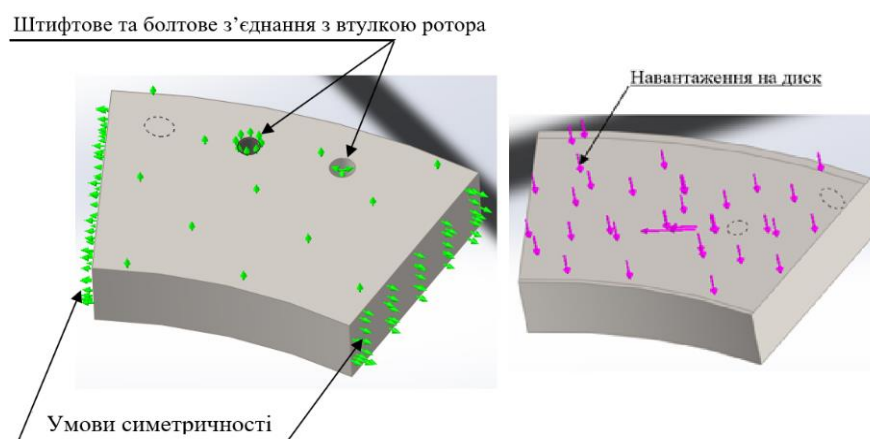 Штифтове та болтове з’єднання з втулкою ротора
Навантаження на диск
Умови симетричності